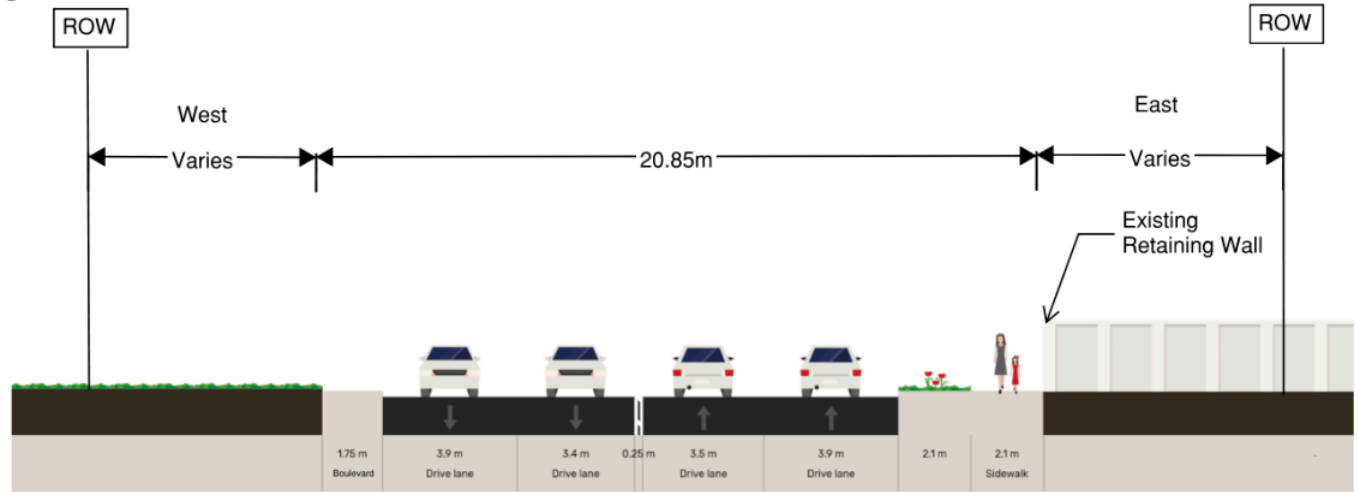 ROW
ROW
West
East
Varies
20.85m
Varies
Existing
Retaining Wall
1.75 m
3.9 m
3.4 m
0.25 m
3.5 m
3.9 m
2.1 m
2.1 m
Boulevard
Drive lane
Drive lane
Drive lane
Drive lane
Sidewalk